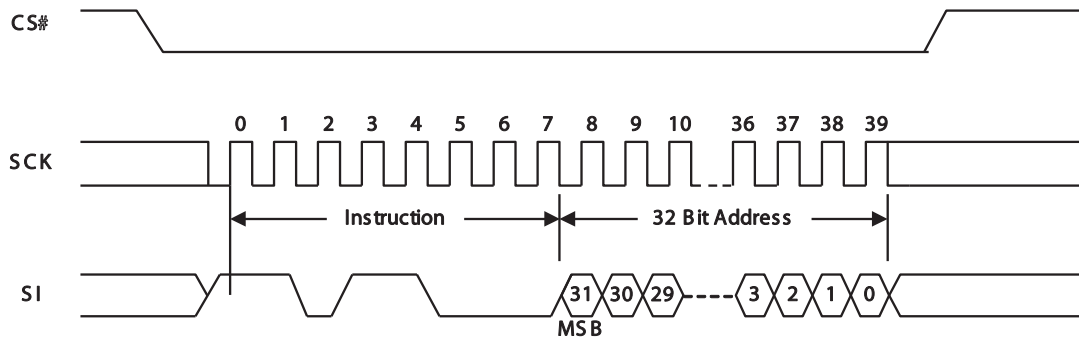 CS#
0 1 2 3 4 5 6 7 8 9 10 36 37 38 39
SCK
Instruction 32 Bit Address
SI 31 30 29 3 2 1 0
MSB